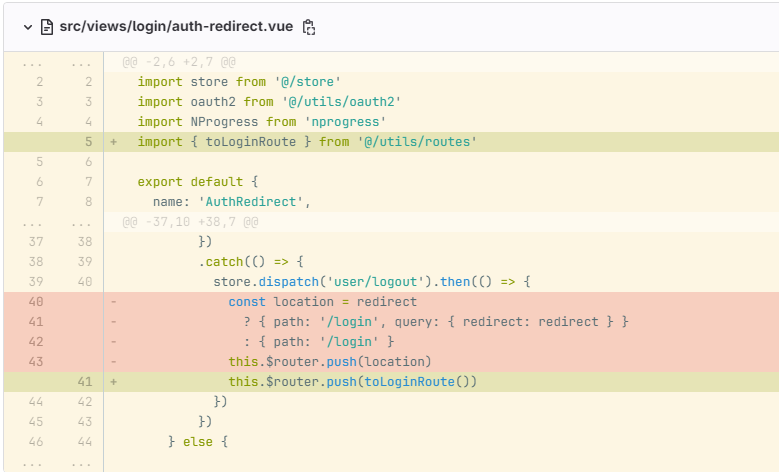 src/views/login/auth-redirect.vue
... ... @@ -2,6 +2,7 @@
2 2 import store from '@/store'
3 3 import oauth2 from '@/utils/oauth2'
4 4 import NProgress from 'nprogress'
5 + import { toLoginRoute } from '@/utils/routes'
5 6
6 7 export default {
7 8 name: 'AuthRedirect',
... ... @@ -37,10 +38,7 @@
37 38 })
38 39 .catch(() => {
39 40 store.dispatch('user/logout').then(() => {
40 - const location = redirect
41 - ? { path: '/login', query: { redirect: redirect } }
42 - : { path: '/login' }
43 - this.$router.push(location)
41 + this.$router.push(toLoginRoute())
44 42 })
45 43 })
46 44 } else {
... ...